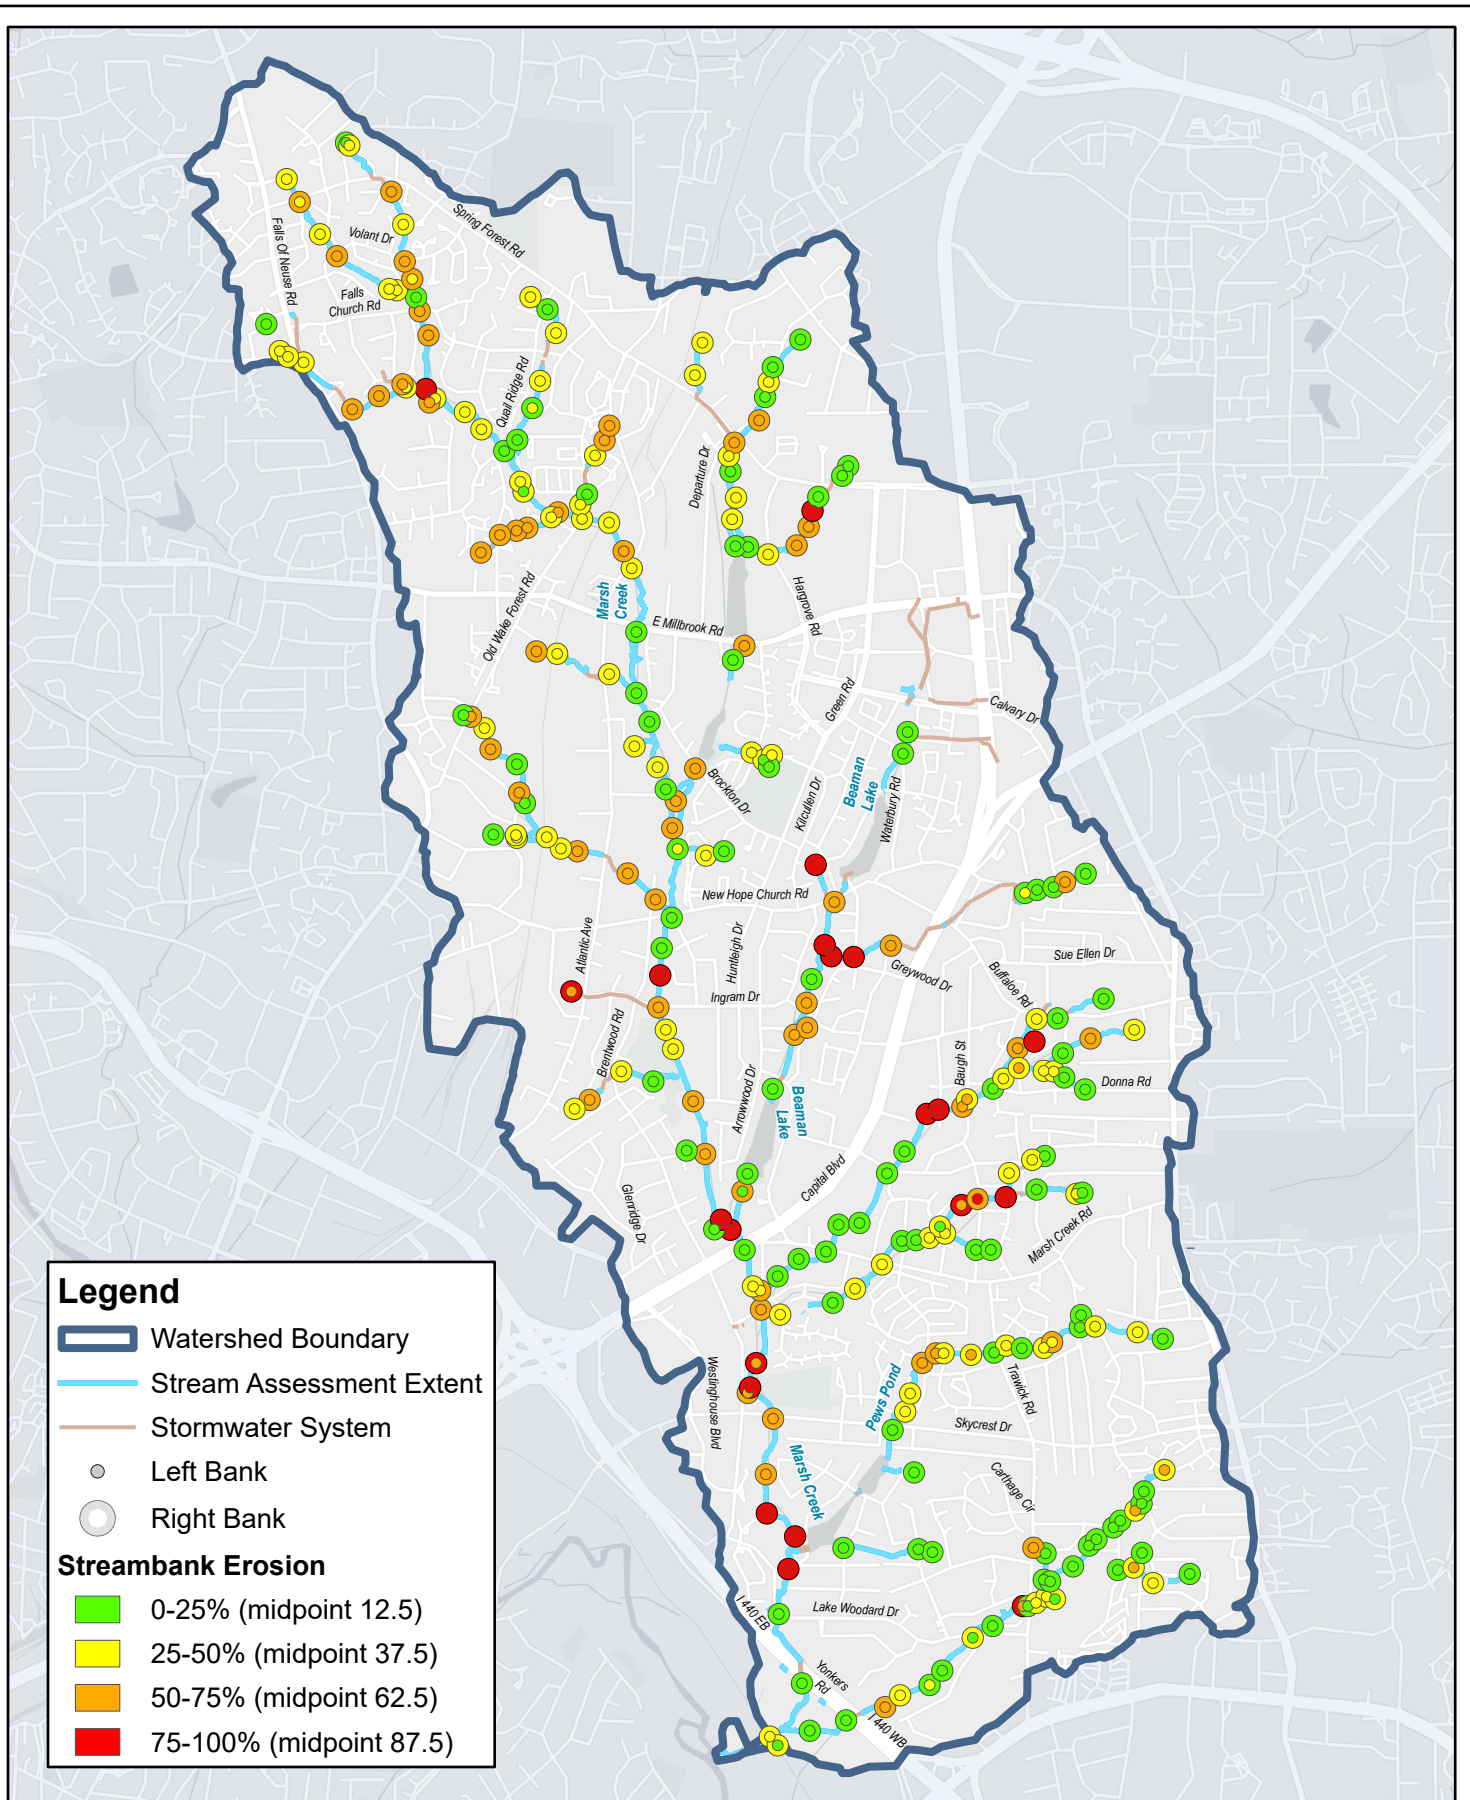 Spring Forest Rd
Volant Dr
Falls Of Neuse Rd
Falls
Church Rd
Quail Ridge Rd
Departure Dr
Old Wake Forest Rd
Marsh
Creek
E Millbrook Rd
Hargrove Rd
Green Rd
Calvary Dr
Brockton Dr
Kilcullen Dr
Beaman
Lake
Waterbury Rd
New Hope Church Rd
Atlantic Ave
Huntleigh Dr
Ingram Dr
Greywood Dr
Sue Ellen Dr
Buffaloe Rd
Brentwood Rd
Arrowwood Dr
Beaman
Lake
Baugh St
Donna Rd
Glenridge Dr
Capital Blvd
Marsh Creek Rd
Westinghouse Blvd
Pews Pond
Trawick Rd
Skycrest Dr
Marsh Creek
Carthage Cir
Lake Woodard Dr
I 440 EB
Yonkers
Rd
I 440 WB
Legend
Watershed Boundary
Stream Assessment Extent
Stormwater System
Left Bank
Right Bank
Streambank Erosion
0-25% (midpoint 12.5)
25-50% (midpoint 37.5)
50-75% (midpoint 62.5)
75-100% (midpoint 87.5)